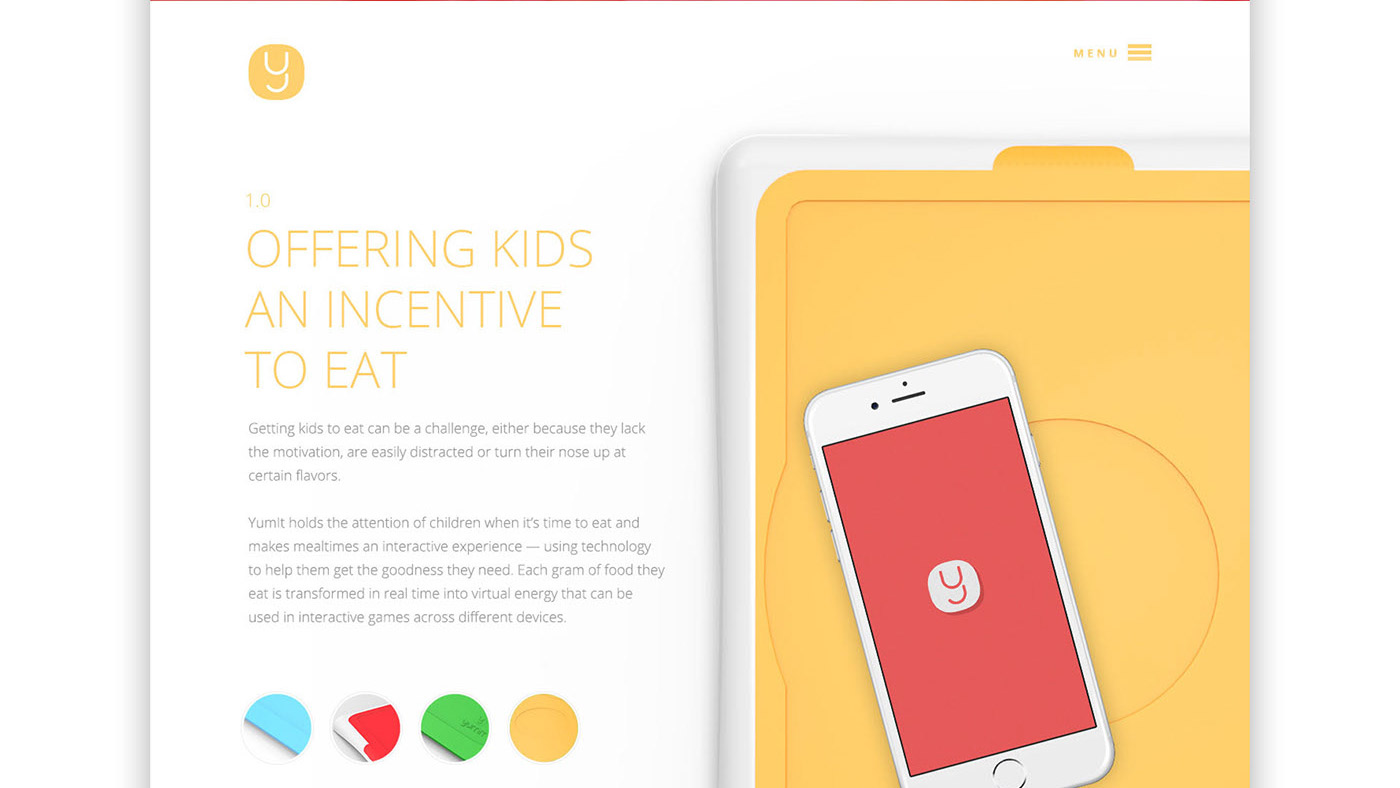 y
MENU
1.0
OFFERING KIDS
AN INCENTIVE
TO EAT
Getting kids to eat can be a challenge, either because they lack
the motivation, are easily distracted or turn their nose up at
certain flavors.
YumIt holds the attention of children when it’s time to eat and
makes mealtimes an interactive experience — using technology
to help them get the goodness they need. Each gram of food they
eat is transformed in real time into virtual energy that can be
used in interactive games across different devices.
y